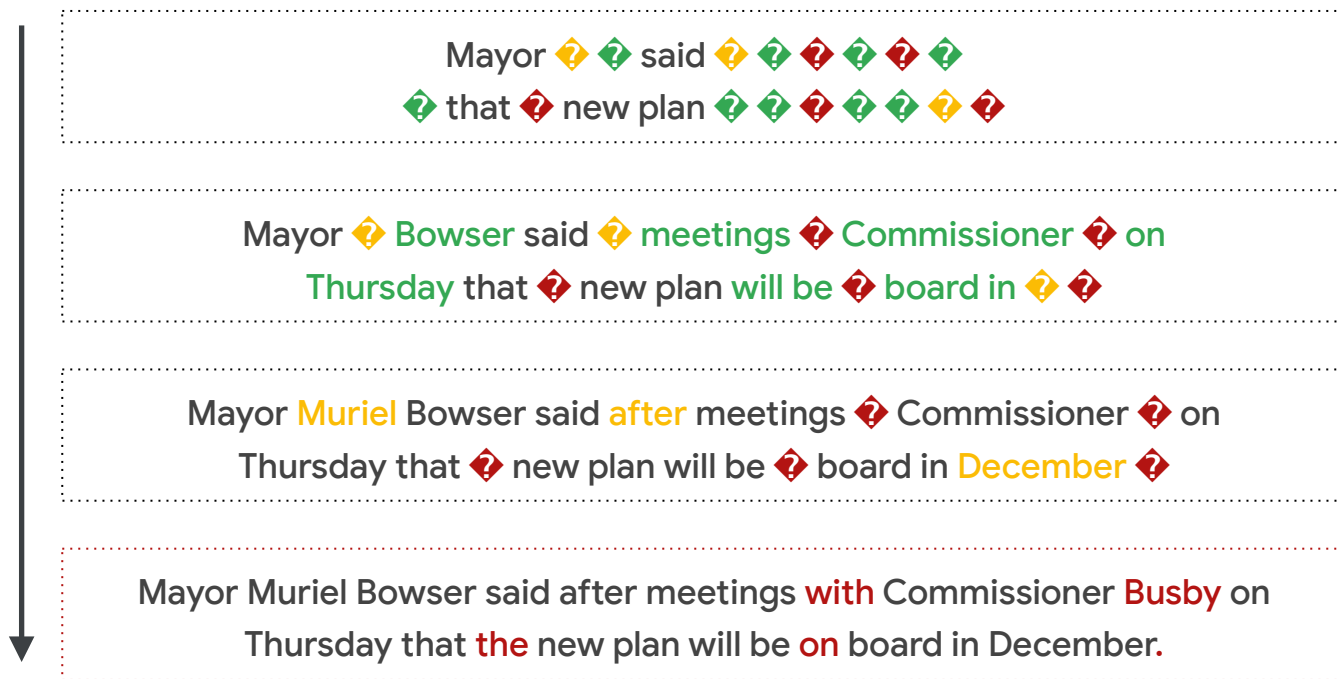 Mayor � � said � � � � � �
� that � new plan � � � � � � �
Mayor � Bowser said � meetings � Commissioner � on
Thursday that � new plan will be � board in � �
Mayor Muriel Bowser said after meetings � Commissioner � on
Thursday that � new plan will be � board in December �
Mayor Muriel Bowser said after meetings with Commissioner Busby on
Thursday that the new plan will be on board in December.